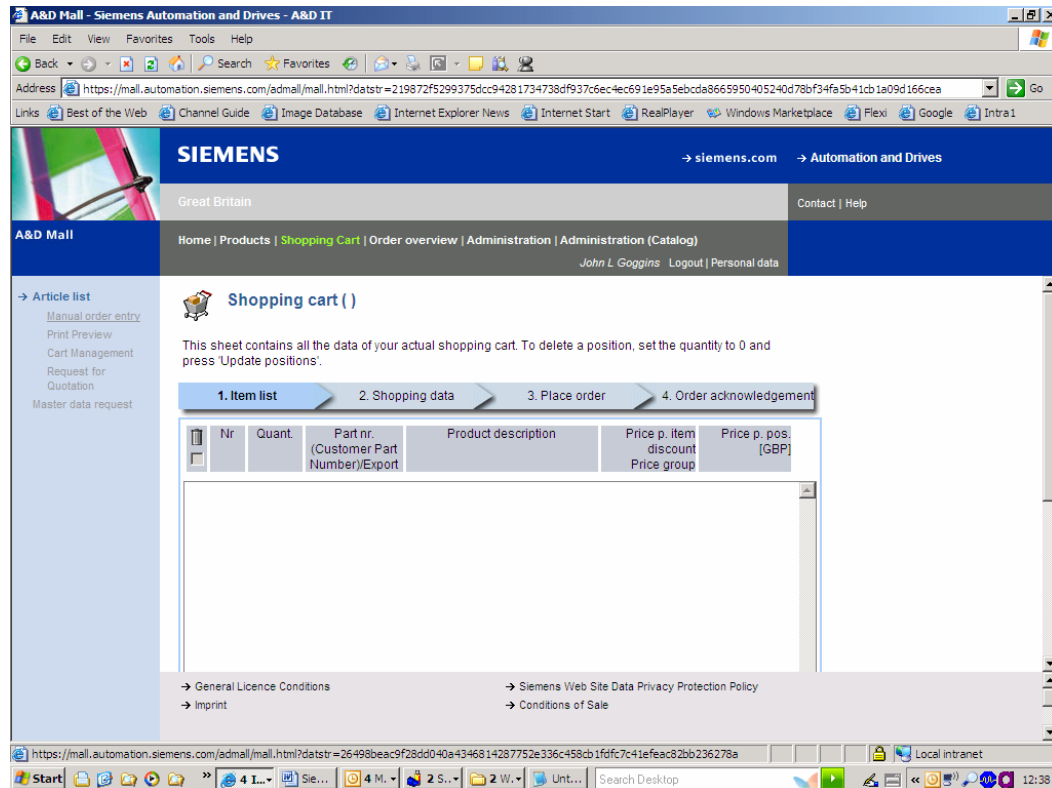 A&D Mall - Siemens Automation and Drives - A&D IT
File Edit View Favorites Tools Help
Back Search Favorites
Address https://mall.automation.siemens.com/admall/mall.html?datstr=219872f5299375dcc94281734738df937c6ec4ec691e95a5ebcda8665950405240d78bf34fa5b41cb1a09d166cea Go
Links Best of the Web Channel Guide Image Database Internet Explorer News Internet Start RealPlayer Windows Marketplace Flexi Google Intra1
SIEMENS
→ siemens.com → Automation and Drives
Great Britain
Contact | Help
A&D Mall
Home | Products | Shopping Cart | Order overview | Administration | Administration (Catalog)
John L Goggins Logout | Personal data
→ Article list
Manual order entry
Print Preview
Cart Management
Request for
Quotation
Master data request
Shopping cart ( )
This sheet contains all the data of your actual shopping cart. To delete a position, set the quantity to 0 and
press 'Update positions'.
1. Item list 2. Shopping data 3. Place order 4. Order acknowledgement
Nr Quant. Part nr. Product description Price p. item Price p. pos.
(Customer Part discount [GBP]
Number)/Export Price group
→ General Licence Conditions → Siemens Web Site Data Privacy Protection Policy
→ Imprint → Conditions of Sale
https://mall.automation.siemens.com/admall/mall.html?datstr=26498beac9f28dd040a4346814287752e336c458cb1fdfc7c41efeac82bb236278a Local intranet
Start 4 I... Sie... 4 M. 2 S.. 2 W. Unt... Search Desktop 12:38